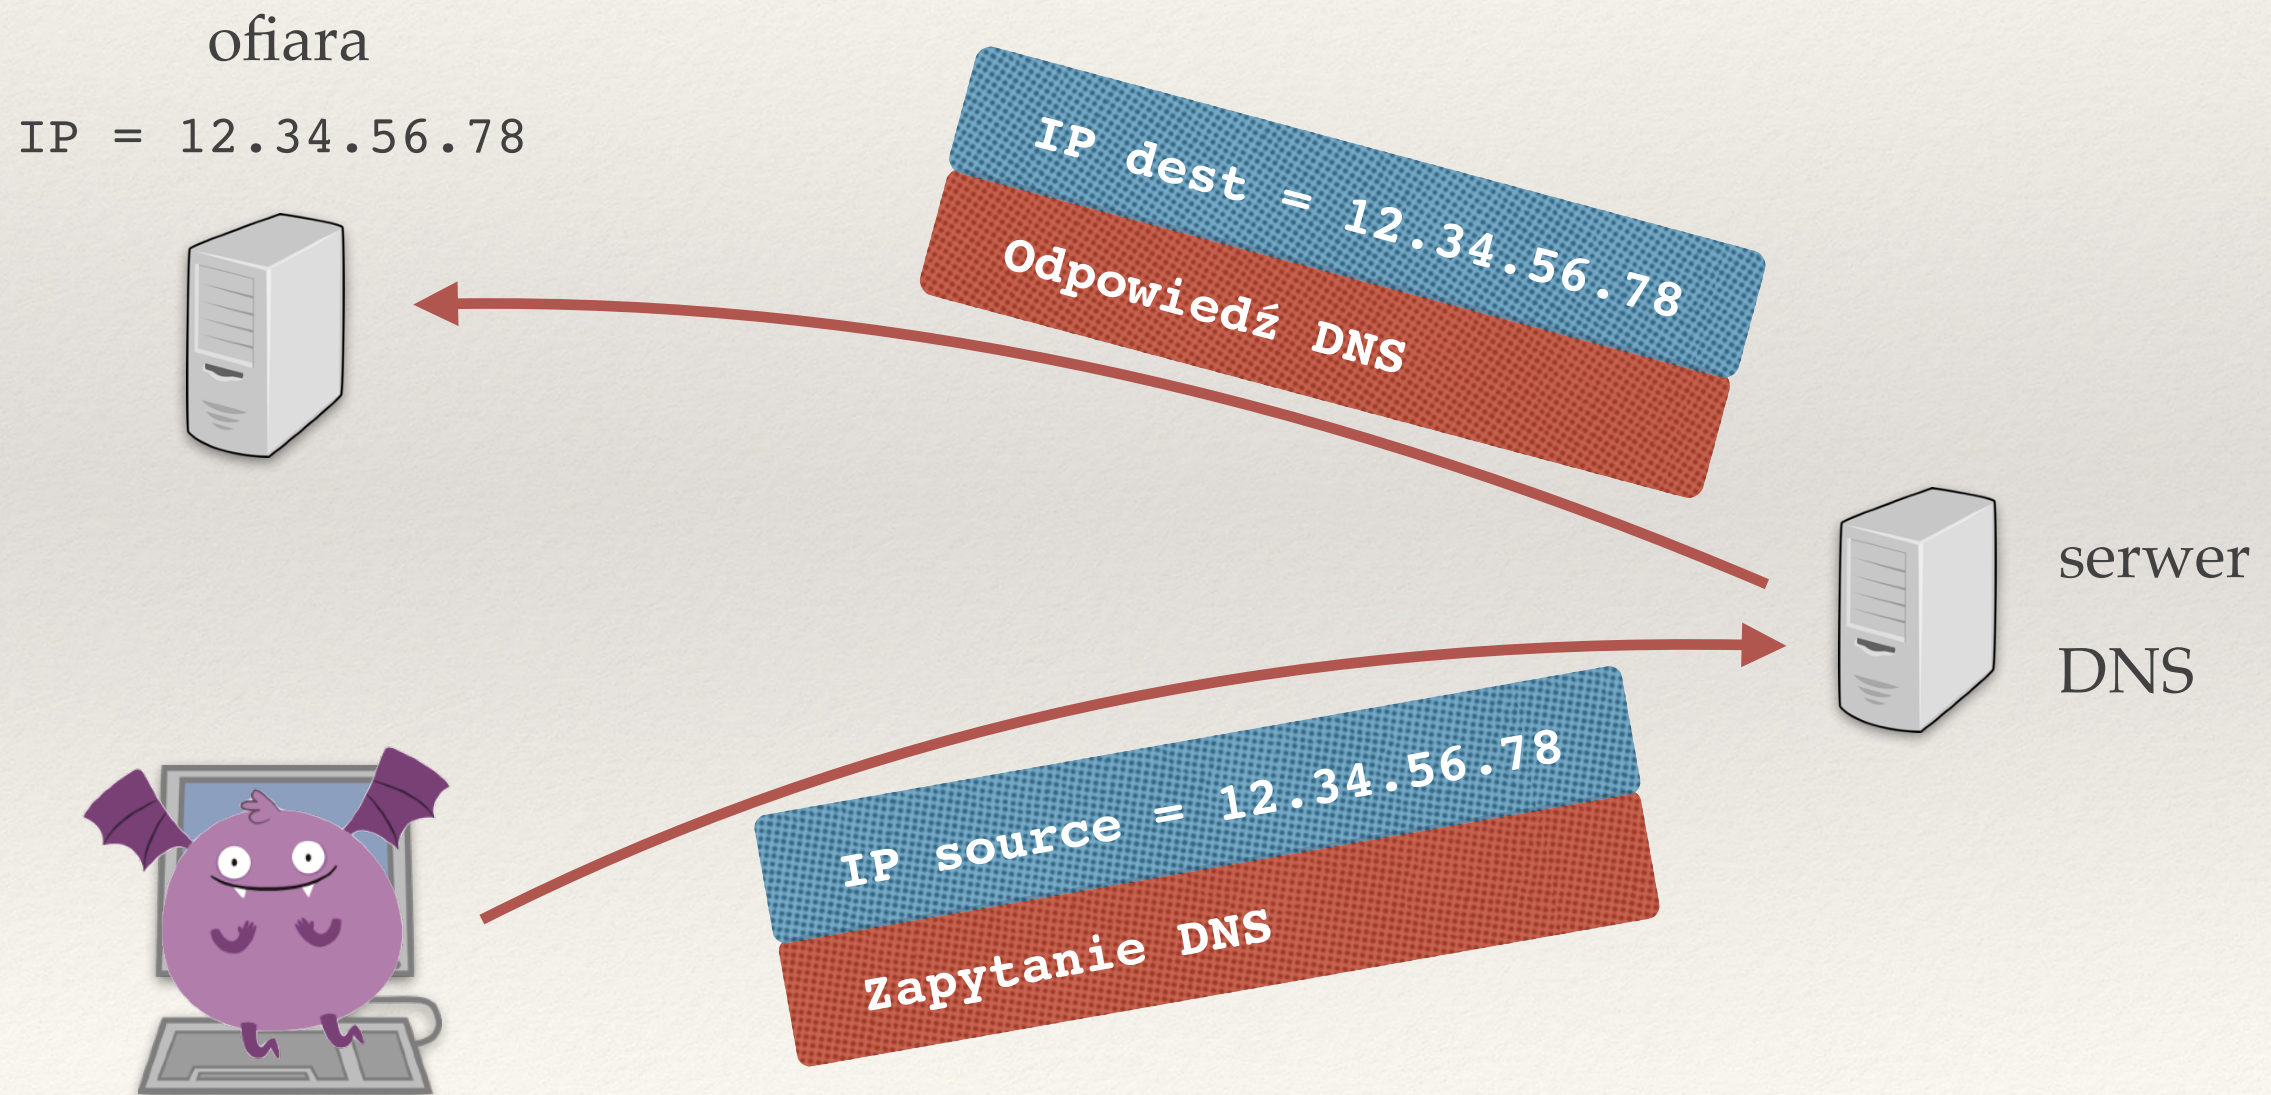 ofiara
IP = 12.34.56.78
IP dest = 12.34.56.78
Odpowiedź DNS
serwer
DNS
IP source = 12.34.56.78
Zapytanie DNS